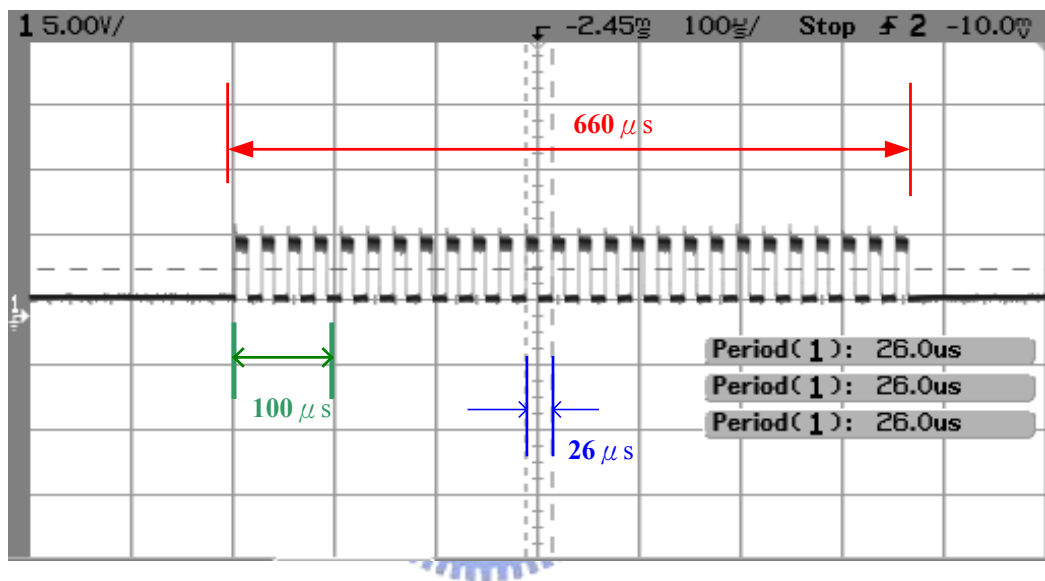 1 5.00V/ -2.45ms 100us/ Stop 2 -10.0mV
660 μs
1
100 μs
26 μs
Period(1): 26.0us
Period(1): 26.0us
Period(1): 26.0us